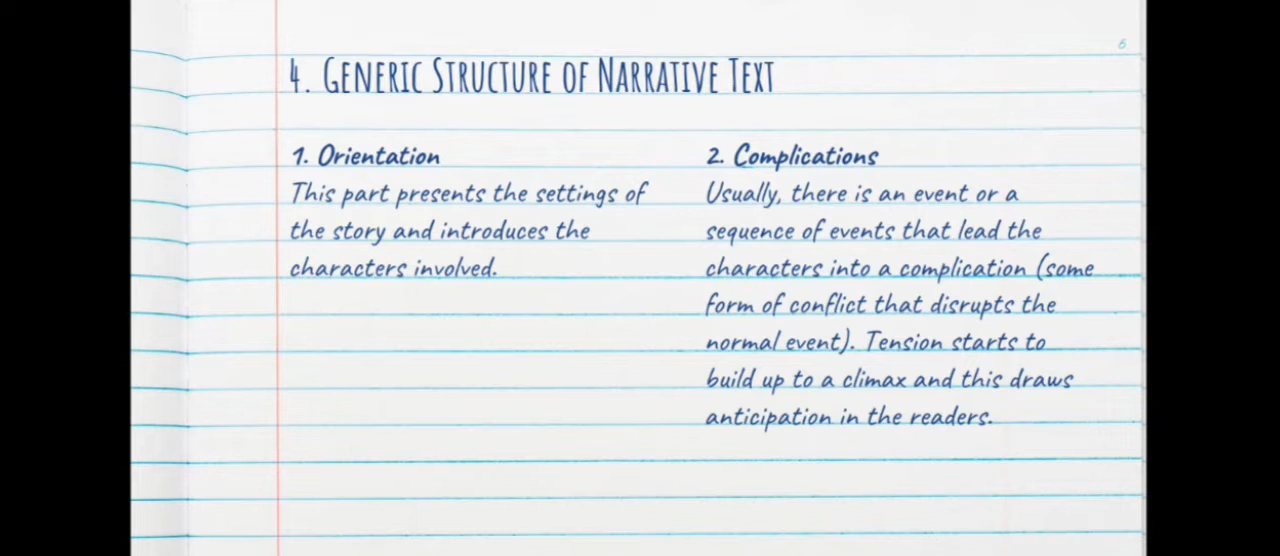 6
4. Generic Structure of Narrative Text
1. Orientation
This part presents the settings of
the story and introduces the
characters involved.
2. Complications
Usually, there is an event or a
sequence of events that lead the
characters into a complication (some
form of conflict that disrupts the
normal event). Tension starts to
build up to a climax and this draws
anticipation in the readers.